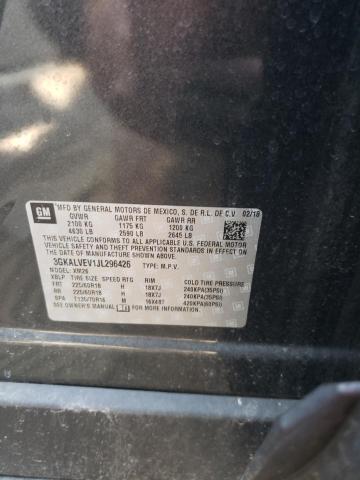 GM
MFD BY GENERAL MOTORS DE MEXICO, S. DE R.L. DE C.V. 02/18
GVWR GAWR FRT GAWR RR
2100 KG 1175 KG 1200 KG
4630 LB 2590 LB 2645 LB
THIS VEHICLE CONFORMS TO ALL APPLICABLE U.S. FEDERAL MOTOR
VEHICLE SAFETY, BUMPER, AND THEFT PREVENTION STANDARDS
IN EFFECT ON THE DATE OF MANUFACTURE SHOWN ABOVE.
3GKALVEV1JL296426 TYPE: M.P.V.
MODEL: XM26
XBLP TIRE SIZE SPEED RTG RIM COLD TIRE PRESSURE
FRT 225/60R18 H 18X7J 240KPA(35PSI)
RR 225/60R18 H 18X7J 240KPA(35PSI)
SPA T135/70R16 M 16X4BT 420KPA(60PSI)
SEE OWNER MANUAL FOR MORE INFORMATION.